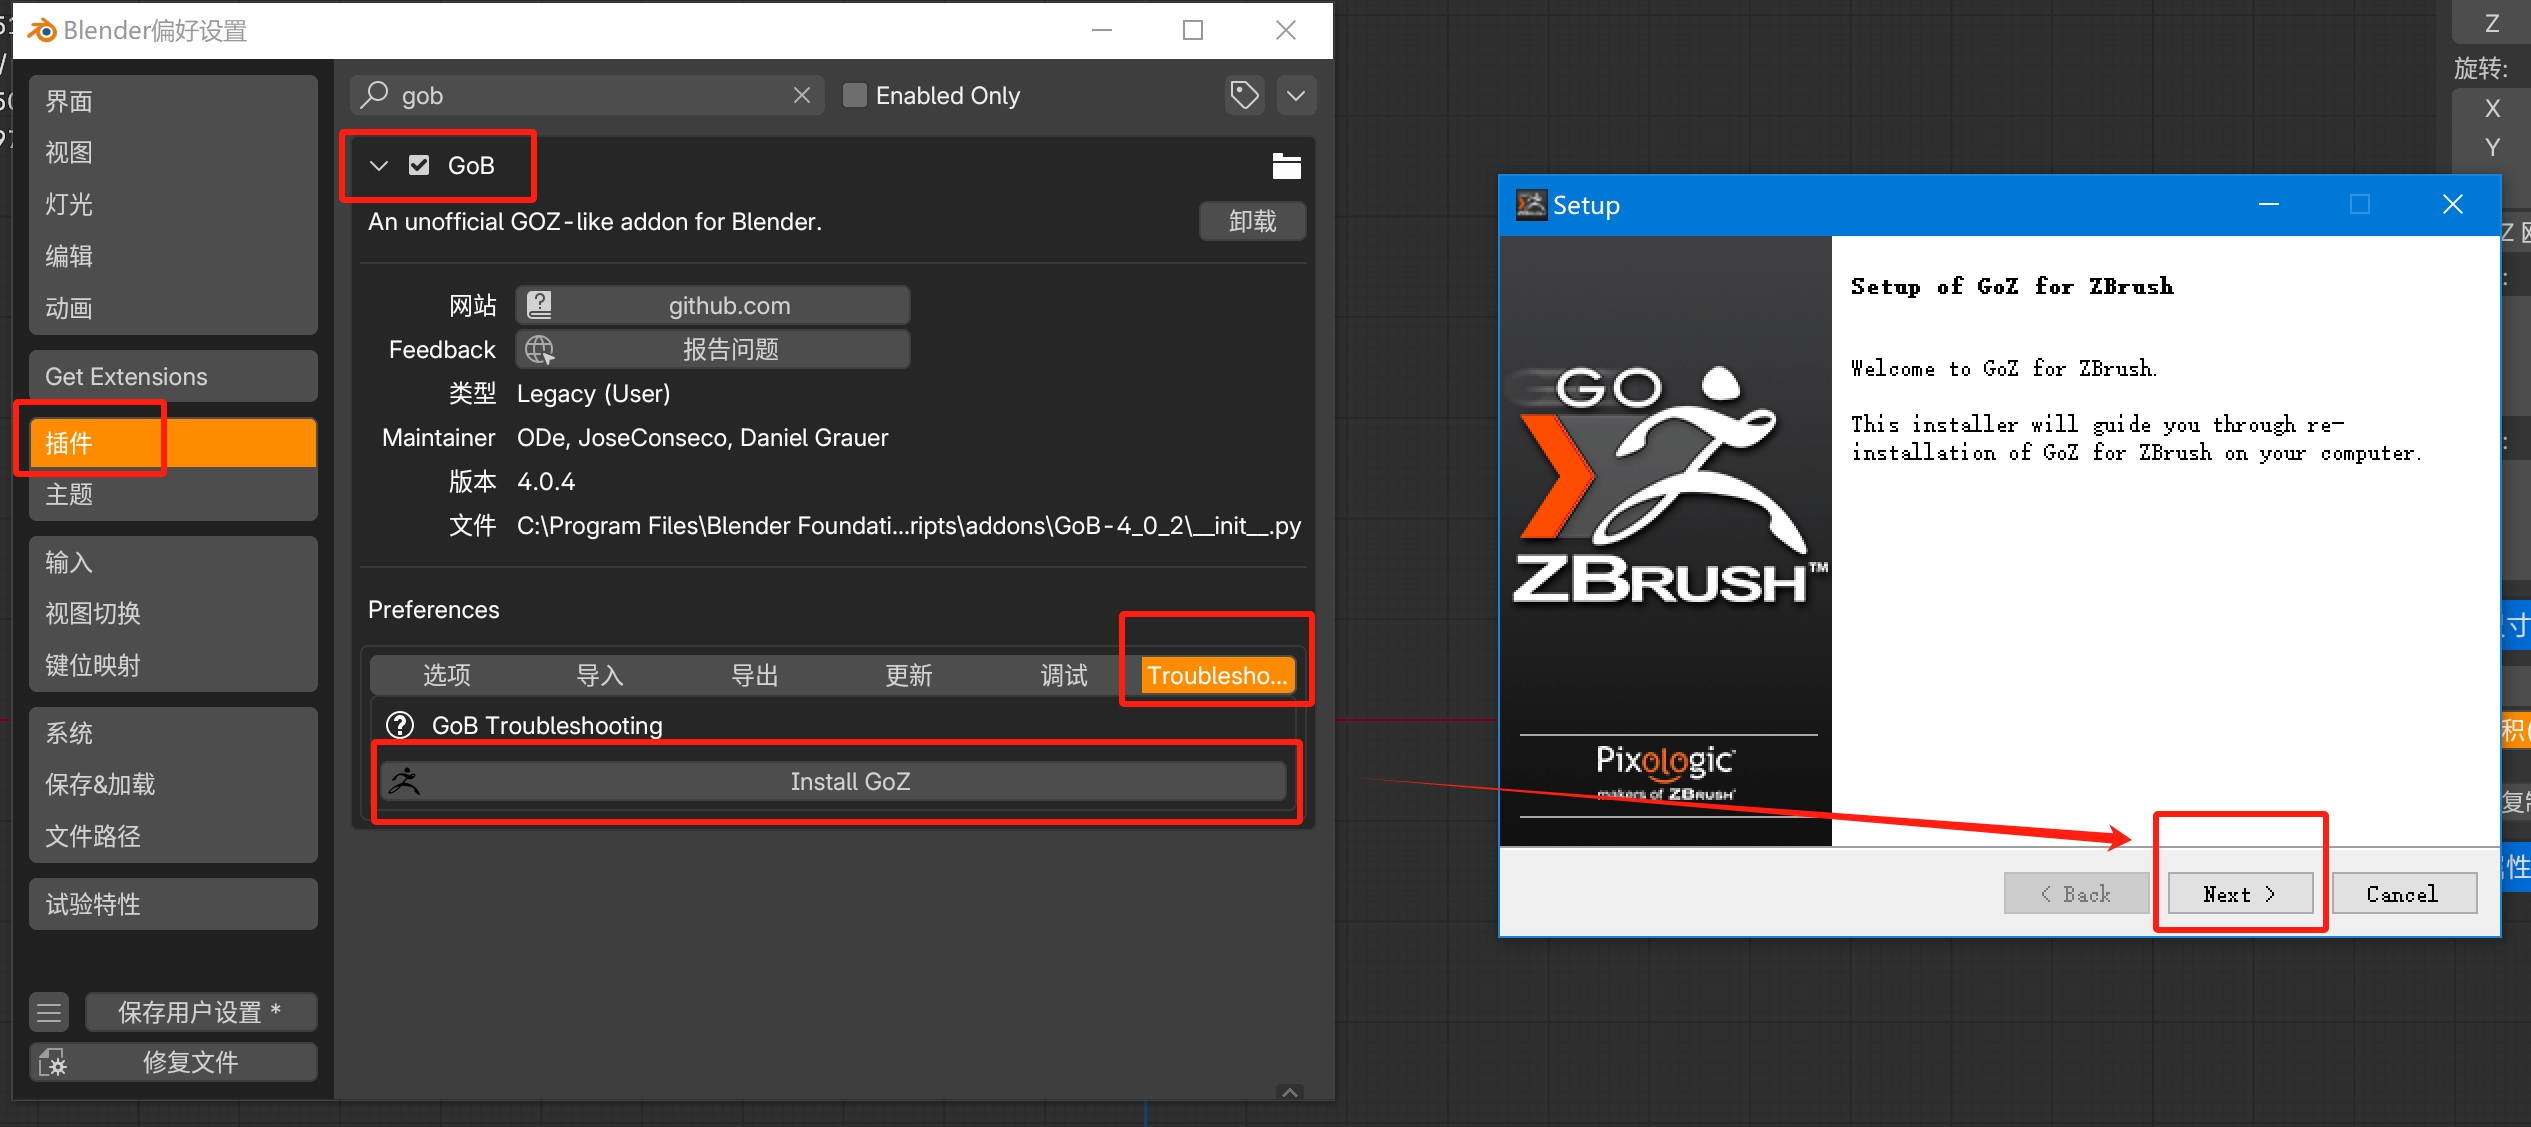 Blender偏好设置
界面
视图
灯光
编辑
动画
Get Extensions
插件
主题
输入
视图切换
键位映射
系统
保存&加载
文件路径
试验特性
保存用户设置 *
修复文件
gob
Enabled Only
GoB
An unofficial GOZ-like addon for Blender.
卸载
网站 github.com
Feedback 报告问题
类型 Legacy (User)
Maintainer ODe, JoseConseco, Daniel Grauer
版本 4.0.4
文件 C:\Program Files\Blender Foundati...ripts\addons\GoB-4_0_2\__init__.py
Preferences
选项 导入 导出 更新 调试 Troublesho...
GoB Troubleshooting
Install GoZ
Setup
GO
ZBRUSH™
Pixologic
makers of ZBRUSH
Setup of GoZ for ZBrush
Welcome to GoZ for ZBrush.
This installer will guide you through re-
installation of GoZ for ZBrush on your computer.
< Back
Next >
Cancel
Z
旋转:
X
Y